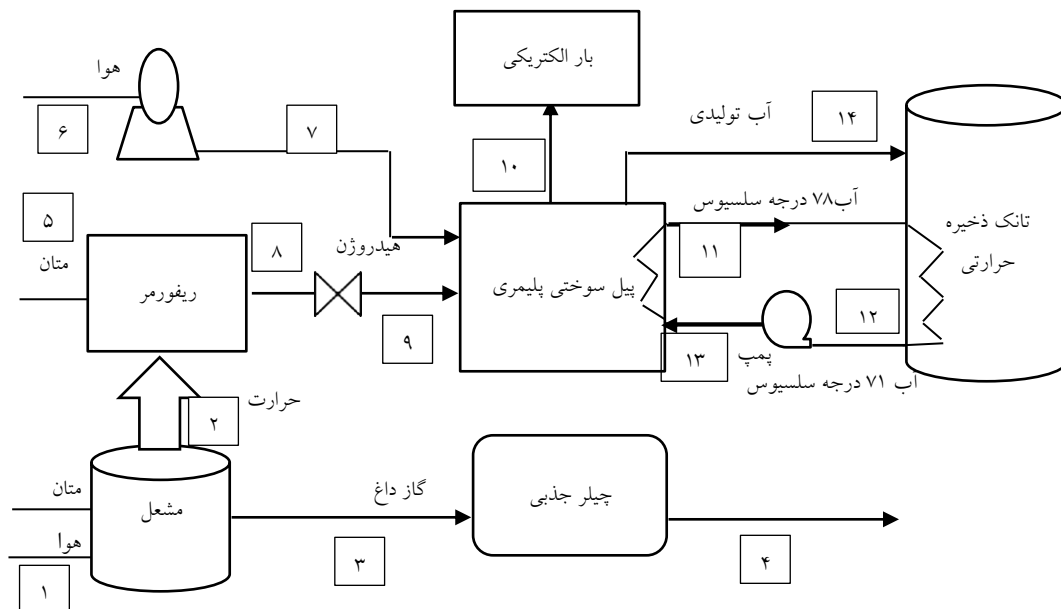 بار الکتریکی
هوا
۶
۷
۱۰
آب تولیدی
۱۴
۵
متان
ریفورمر
۸
هیدروژن
۹
پیل سوختی پلیمری
آب۷۸ درجه سلسیوس
۱۱
تانک ذخیره
حرارتی
۱۲
۱۳
پمپ
آب ۷۱ درجه سلسیوس
۲
حرارت
متان
مشعل
هوا
۱
گاز داغ
۳
چیلر جذبی
۴